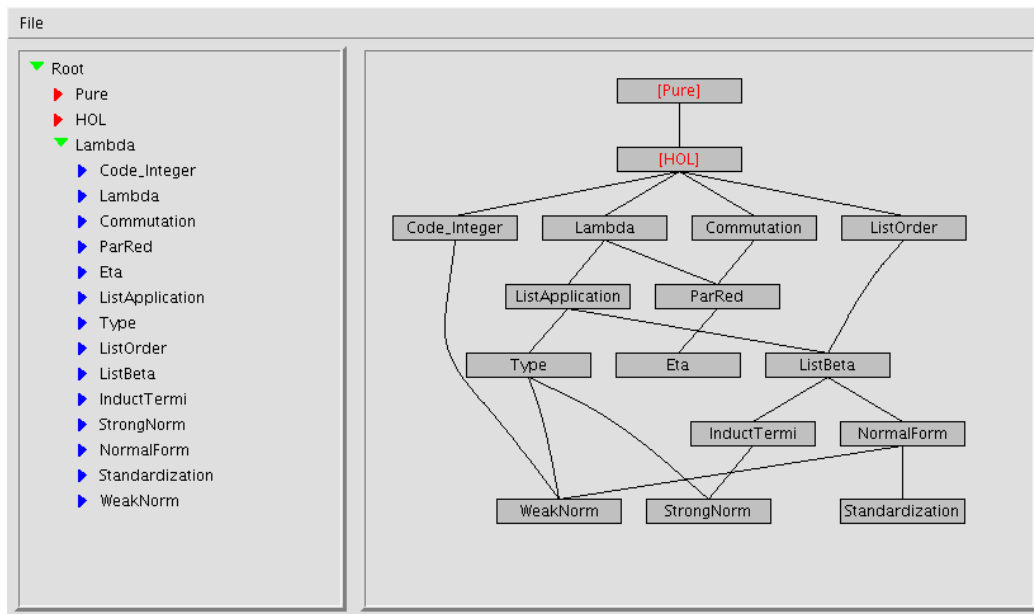 File
Root
Pure
HOL
Lambda
Code_Integer
Lambda
Commutation
ParRed
Eta
ListApplication
Type
ListOrder
ListBeta
InductTermi
StrongNorm
NormalForm
Standardization
WeakNorm
[Pure]
[HOL]
Code_Integer Lambda Commutation ListOrder
ListApplication ParRed
Type Eta ListBeta
InductTermi NormalForm
WeakNorm StrongNorm Standardization